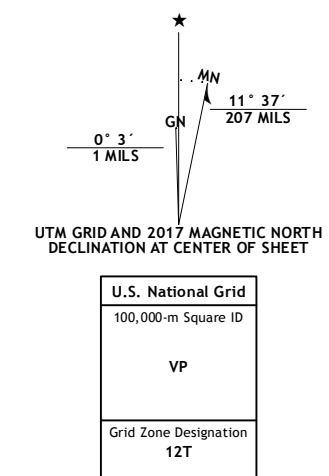 ★
MN
GN
11° 37´
207 MILS
0° 3´
1 MILS
UTM GRID AND 2017 MAGNETIC NORTH
DECLINATION AT CENTER OF SHEET
U.S. National Grid
100,000-m Square ID
VP
Grid Zone Designation
12T